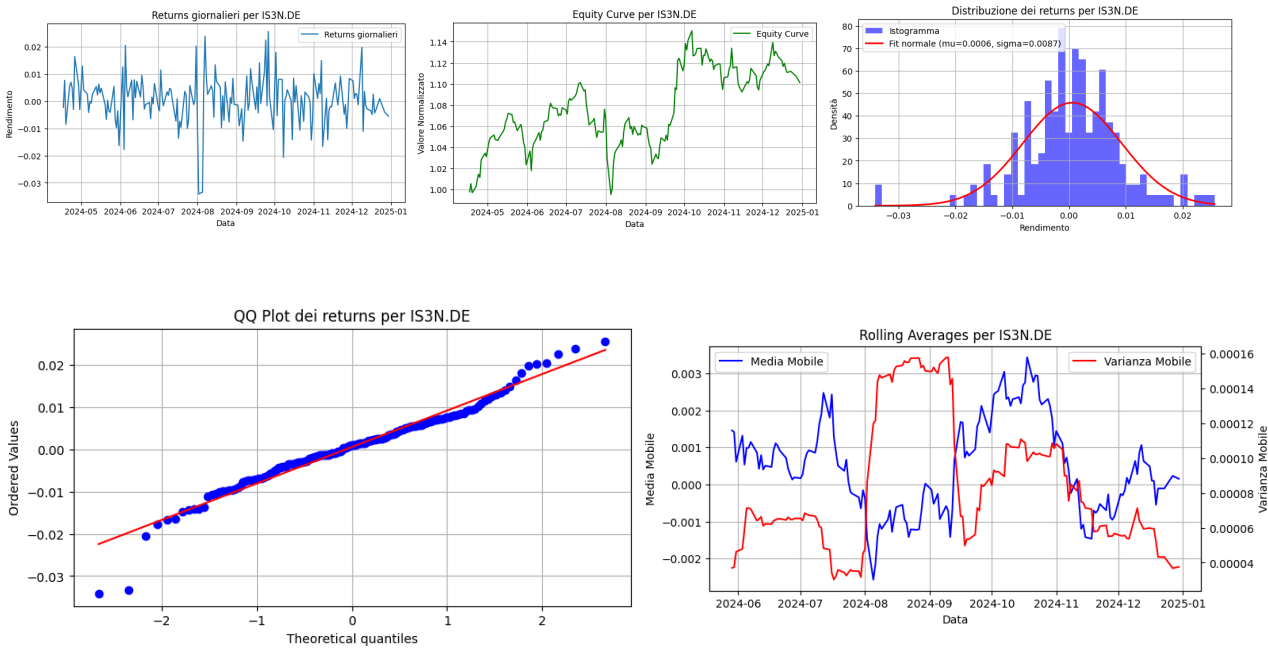 Returns giornalieri per IS3N.DE
Returns giornalieri
Rendimento
0.02
0.01
0.00
−0.01
−0.02
−0.03
2024-05 2024-06 2024-07 2024-08 2024-09 2024-10 2024-11 2024-12 2025-01
Data
Equity Curve per IS3N.DE
Equity Curve
Valore Normalizzato
1.14
1.12
1.10
1.08
1.06
1.04
1.02
1.00
2024-05 2024-06 2024-07 2024-08 2024-09 2024-10 2024-11 2024-12 2025-01
Data
Distribuzione dei returns per IS3N.DE
Istogramma
Fit normale (mu=0.0006, sigma=0.0087)
Densità
80
70
60
50
40
30
20
10
0
−0.03 −0.02 −0.01 0.00 0.01 0.02
Rendimento
QQ Plot dei returns per IS3N.DE
Ordered Values
0.02
0.01
0.00
−0.01
−0.02
−0.03
−2 −1 0 1 2
Theoretical quantiles
Rolling Averages per IS3N.DE
Media Mobile
Varianza Mobile
Media Mobile
0.003
0.002
0.001
0.000
−0.001
−0.002
0.00016
0.00014
0.00012
0.00010
0.00008
0.00006
0.00004
Varianza Mobile
2024-06 2024-07 2024-08 2024-09 2024-10 2024-11 2024-12 2025-01
Data